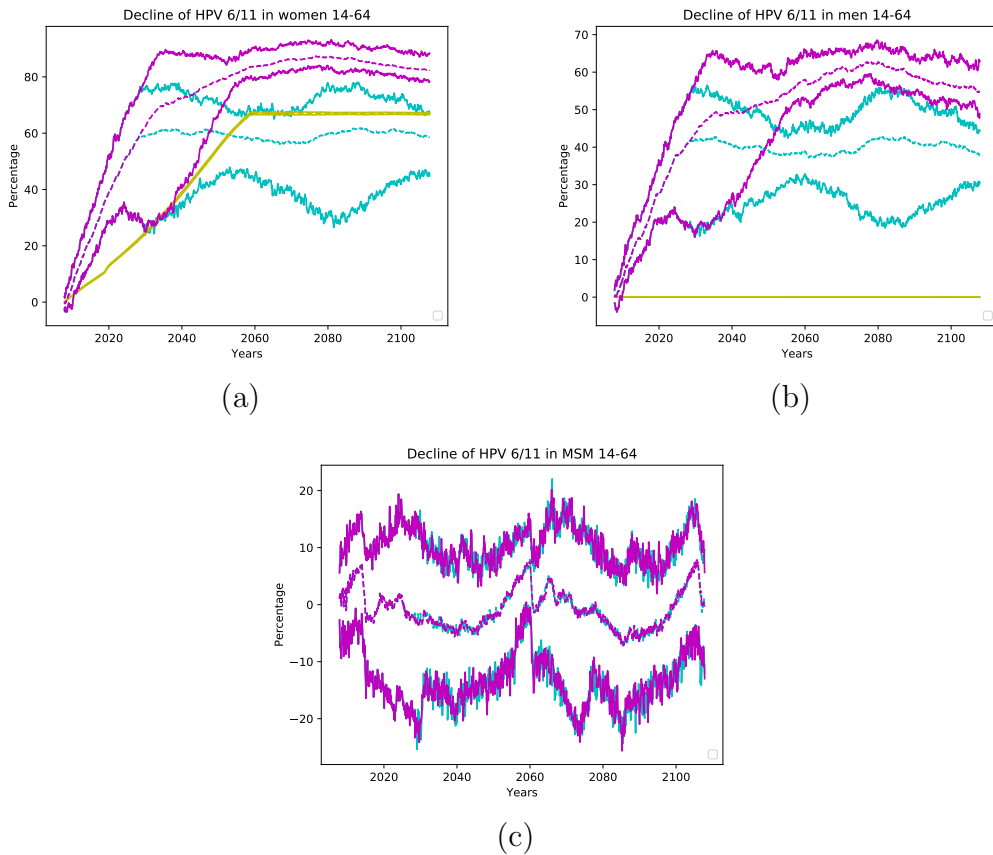 Decline of HPV 6/11 in women 14-64
Percentage
80
60
40
20
0
2020 2040 2060 2080 2100
Years
(a)
Decline of HPV 6/11 in men 14-64
Percentage
70
60
50
40
30
20
10
0
2020 2040 2060 2080 2100
Years
(b)
Decline of HPV 6/11 in MSM 14-64
Percentage
20
10
0
−10
−20
2020 2040 2060 2080 2100
Years
(c)